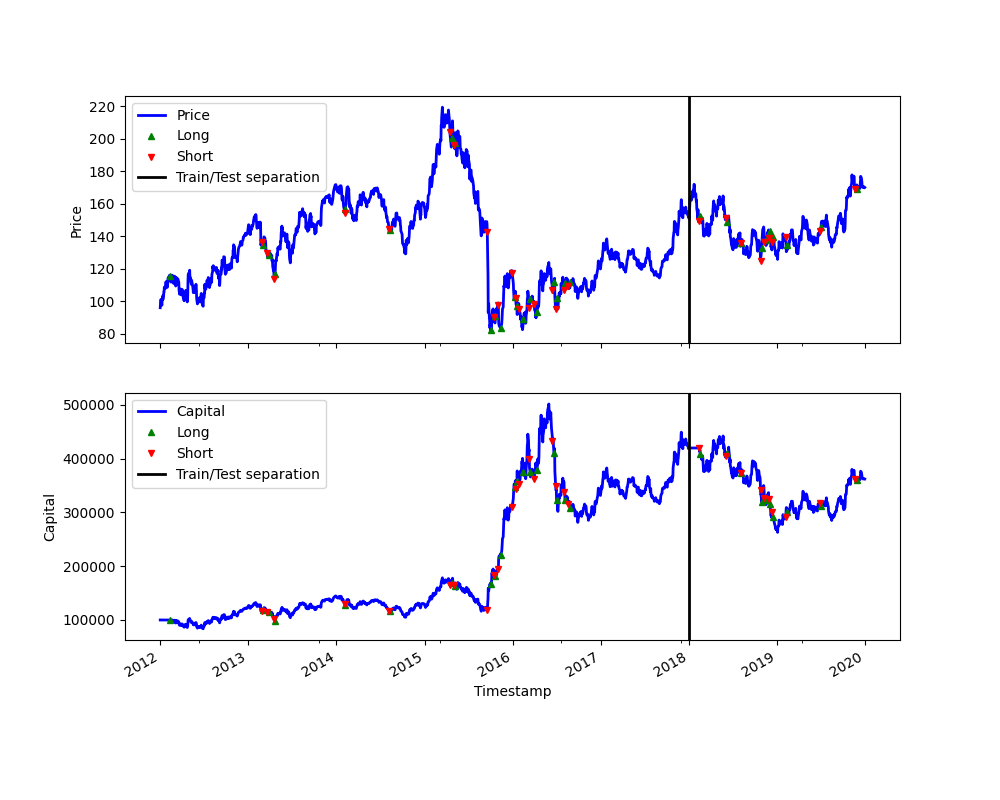 220
200
180
160
140
120
100
80
Price
Price
Long
Short
Train/Test separation
500000
400000
300000
200000
100000
Capital
Capital
Long
Short
Train/Test separation
2012 2013 2014 2015 2016 2017 2018 2019 2020
Timestamp